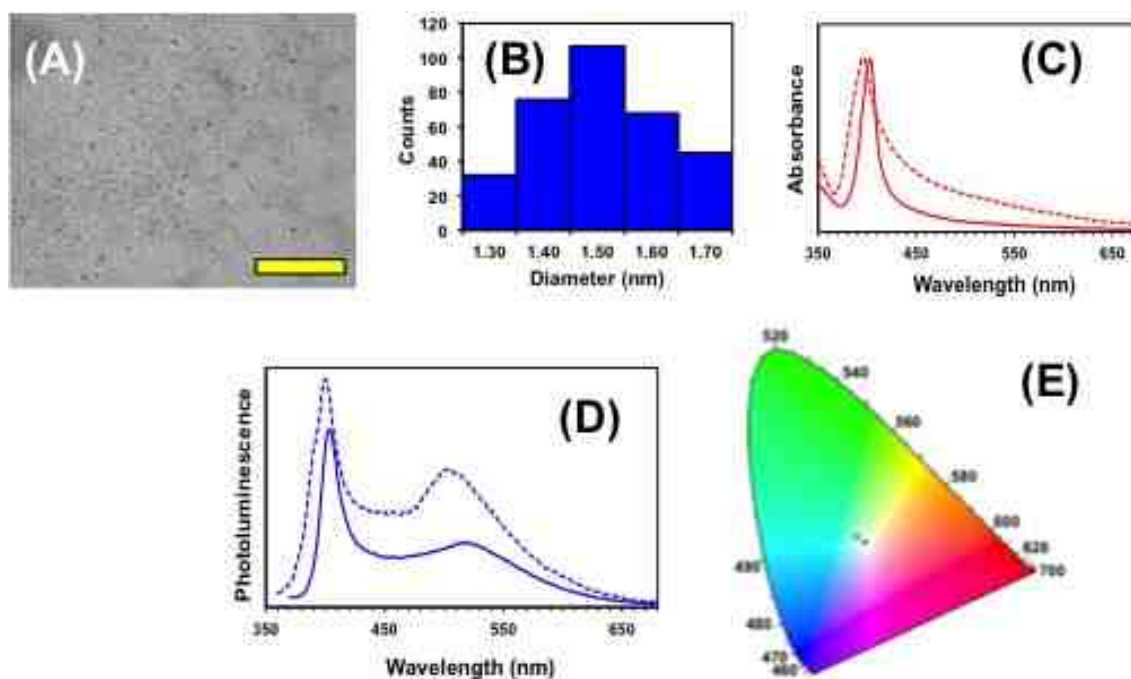 (A)
(B)
Counts
120
100
80
60
40
20
0
1.30 1.40 1.50 1.60 1.70
Diameter (nm)
(C)
Absorbance
350 450 550 650
Wavelength (nm)
(D)
Photoluminescence
350 450 550 650
Wavelength (nm)
(E)
520
540
560
580
600
620
700
490
480
470
460